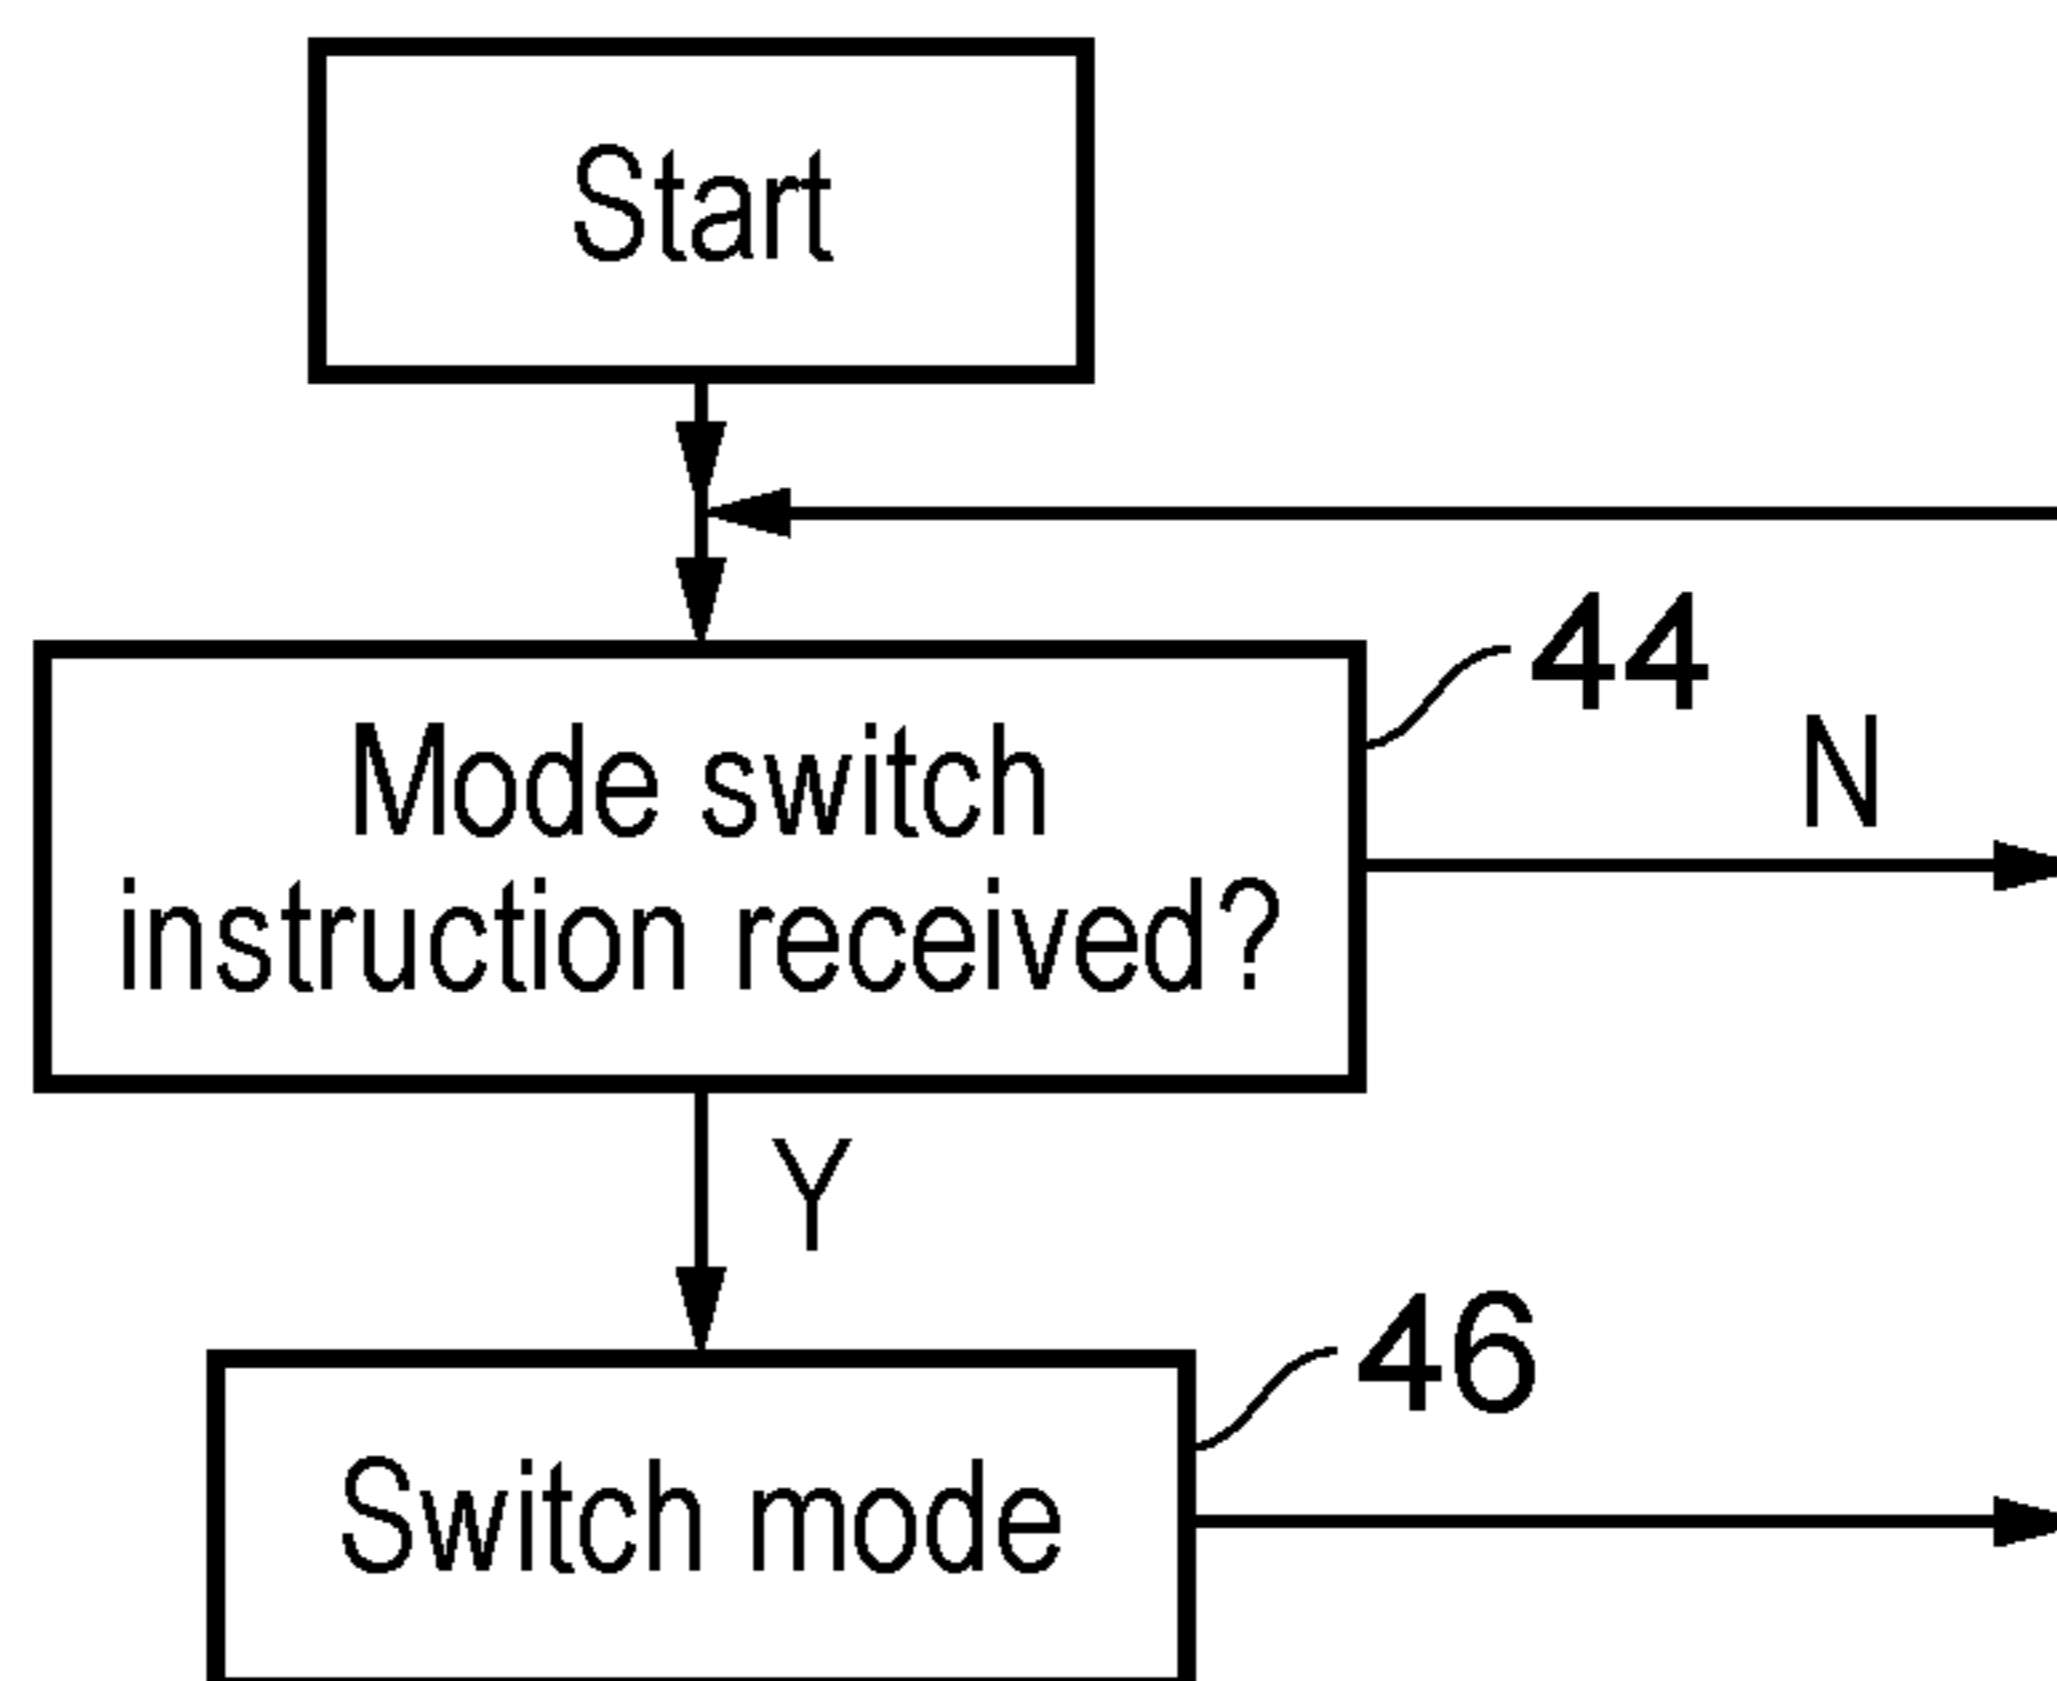 Start
44
Mode switch
instruction received?
N
Y
46
Switch mode